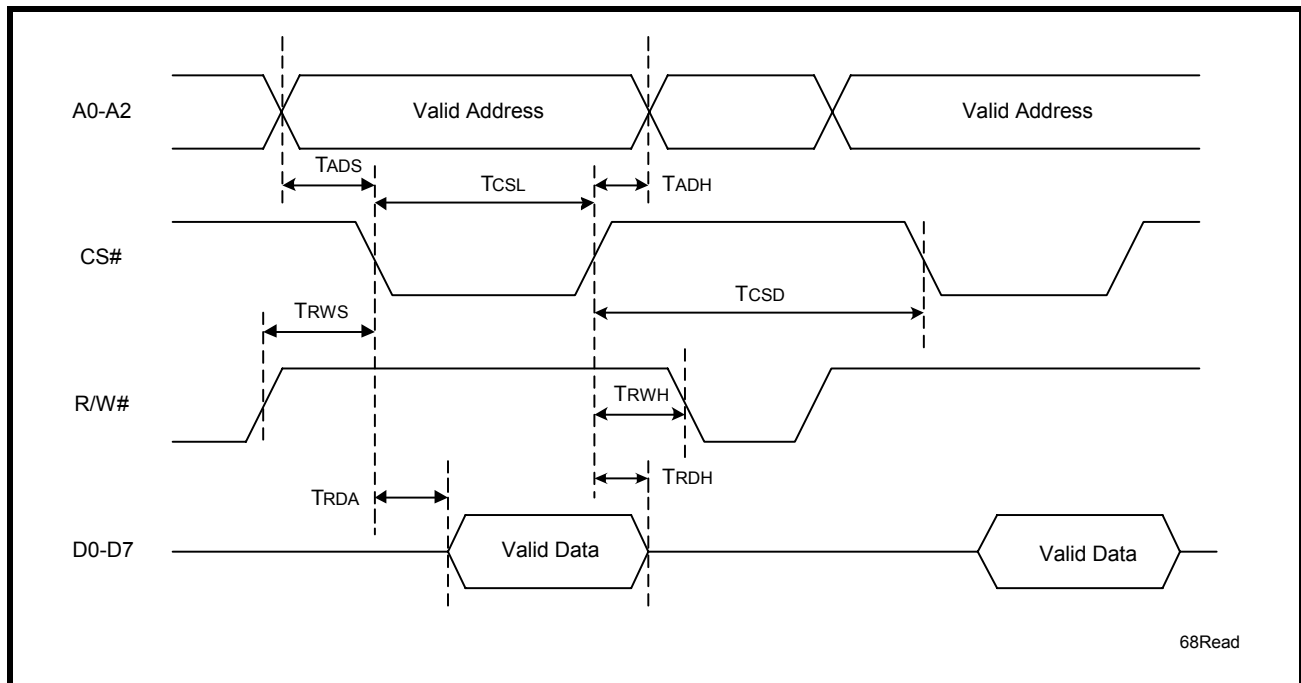 A0-A2
Valid Address
Valid Address
TADS
TCSL
TADH
CS#
TCSD
TRWS
R/W#
TRWH
TRDH
TRDA
D0-D7
Valid Data
Valid Data
68Read